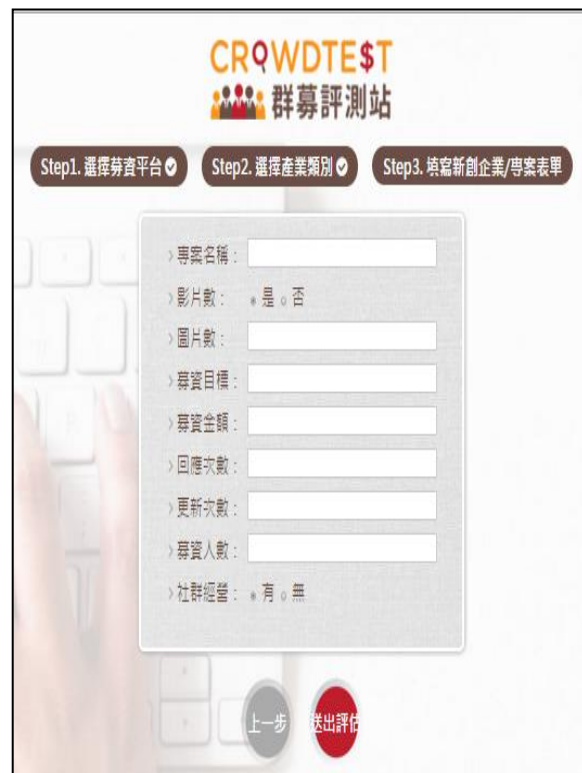 CROWDTE$T
群募評測站
Step1. 選擇募資平台 Step2. 選擇產業類別 Step3. 填寫新創企業/專案表單
專案名稱:
影片數: 是 否
圖片數:
募資目標:
募資金額:
回應次數:
更新次數:
募資人數:
社群經營: 有 無
上一步 送出評估